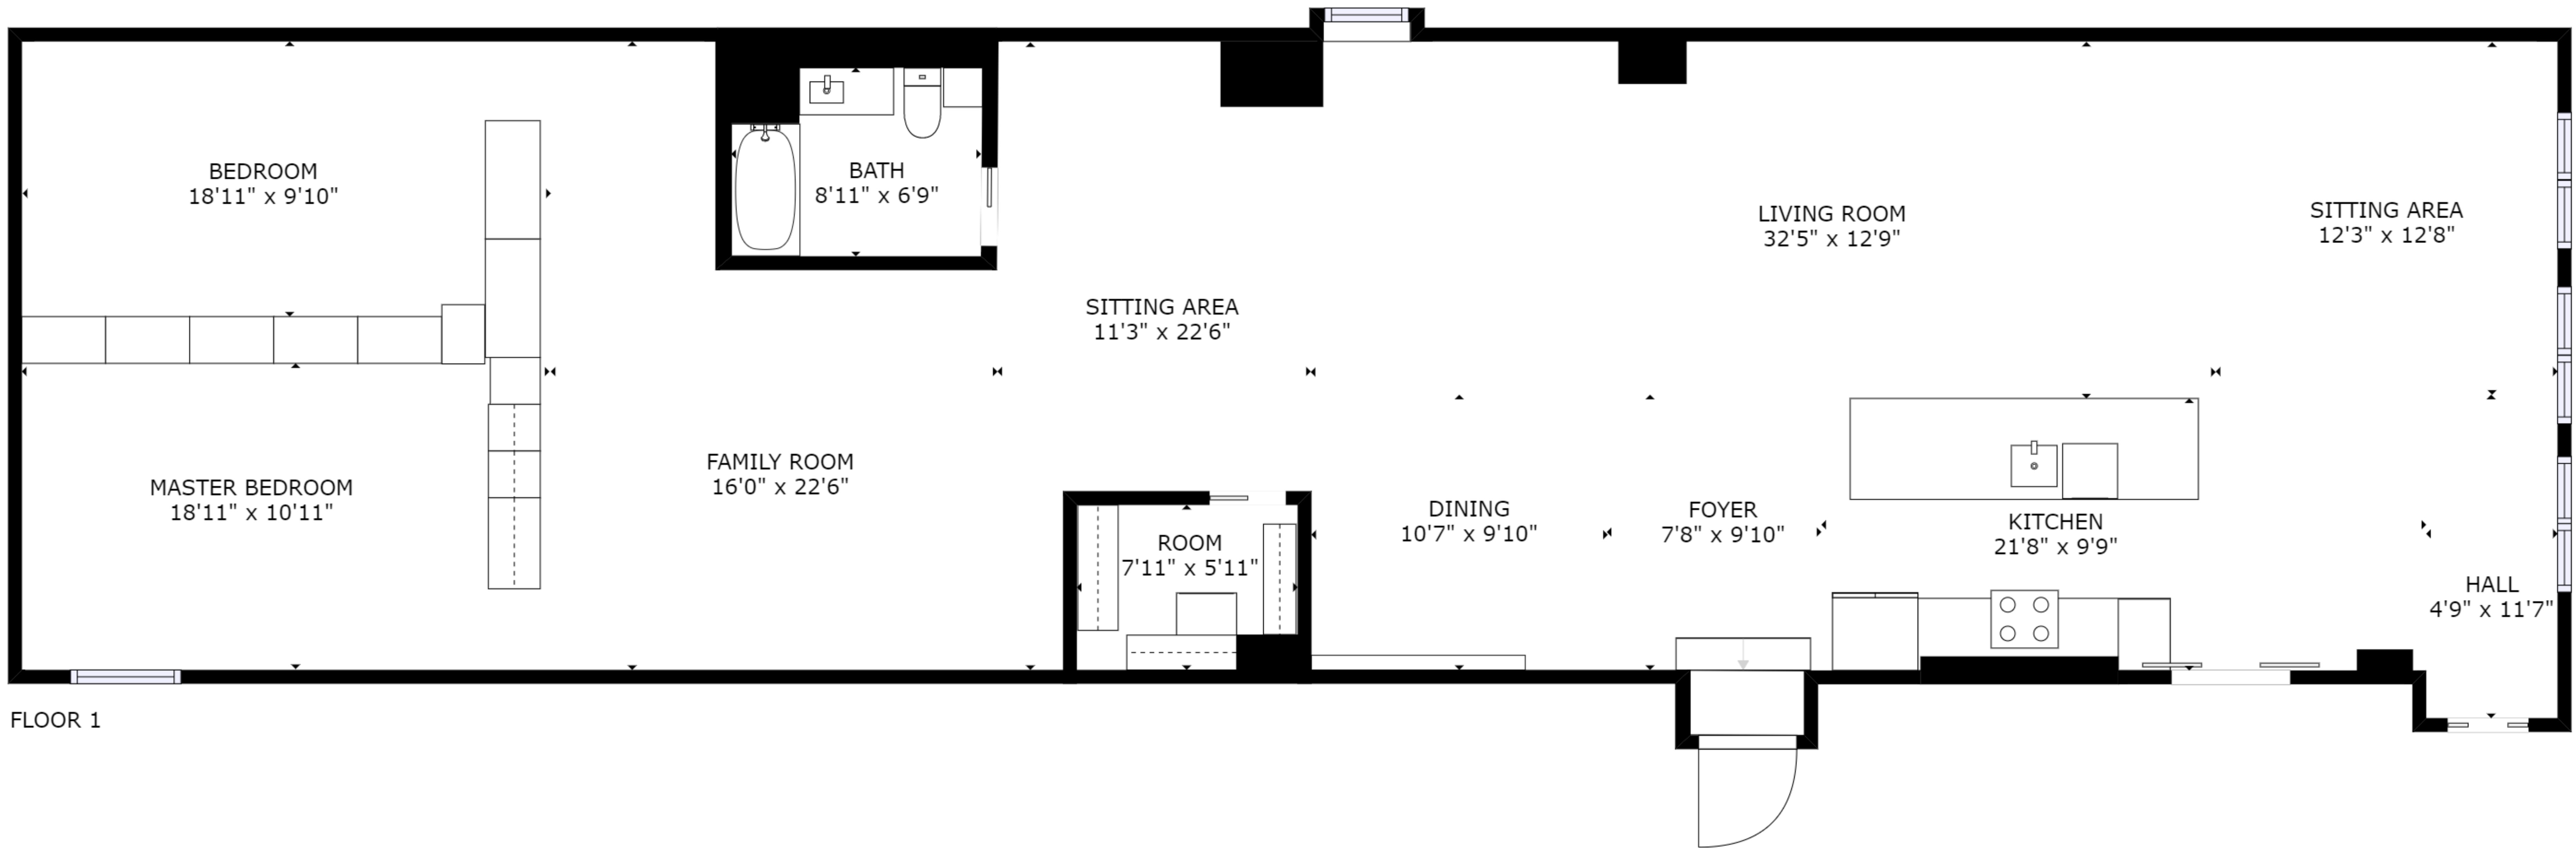 BEDROOM
18'11" x 9'10"
BATH
8'11" x 6'9"
LIVING ROOM
32'5" x 12'9"
SITTING AREA
12'3" x 12'8"
SITTING AREA
11'3" x 22'6"
MASTER BEDROOM
18'11" x 10'11"
FAMILY ROOM
16'0" x 22'6"
ROOM
7'11" x 5'11"
DINING
10'7" x 9'10"
FOYER
7'8" x 9'10"
KITCHEN
21'8" x 9'9"
HALL
4'9" x 11'7"
FLOOR 1